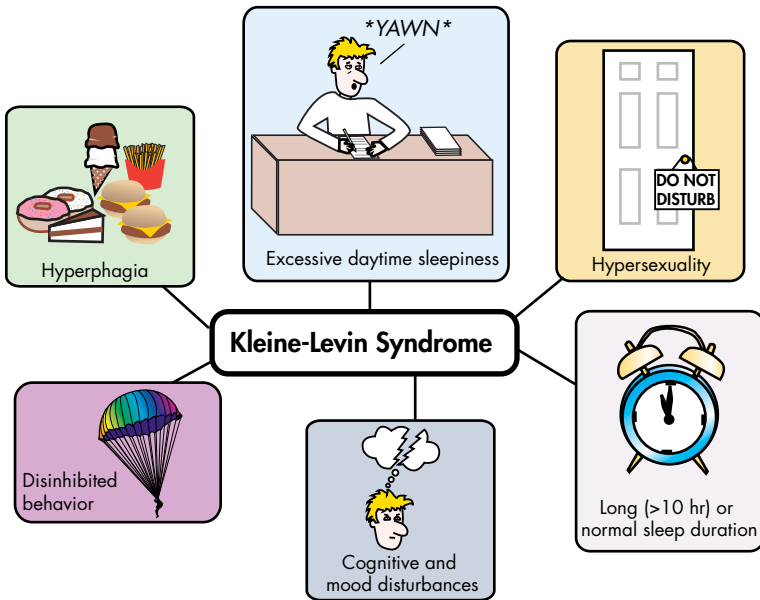 *YAWN*
Excessive daytime sleepiness
Hyperphagia
DO NOT
DISTURB
Hypersexuality
Kleine-Levin Syndrome
Disinhibited
behavior
Cognitive and
mood disturbances
Long (>10 hr) or
normal sleep duration